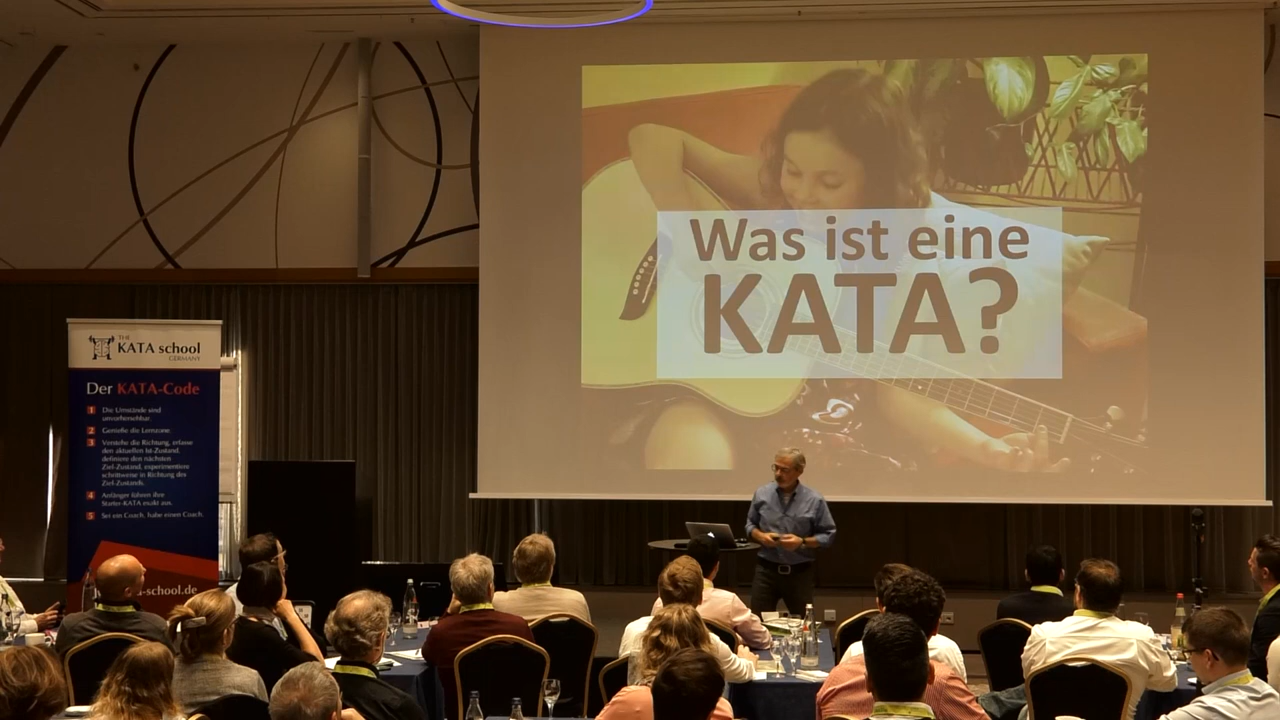 Was ist eine
KATA?
THE
KATA school
GERMANY
Der KATA-Code
1 Die Umstände sind
unvorhersehbar.
2 Genieße die Lernzone.
3 Verstehe die Richtung, erfasse
den aktuellen Ist-Zustand,
definiere den nächsten
Ziel-Zustand, experimentiere
schrittweise in Richtung des
Ziel-Zustands.
4 Anfänger führen ihre
Starter-KATA exakt aus.
5 Sei ein Coach, habe einen Coach.
a-school.de